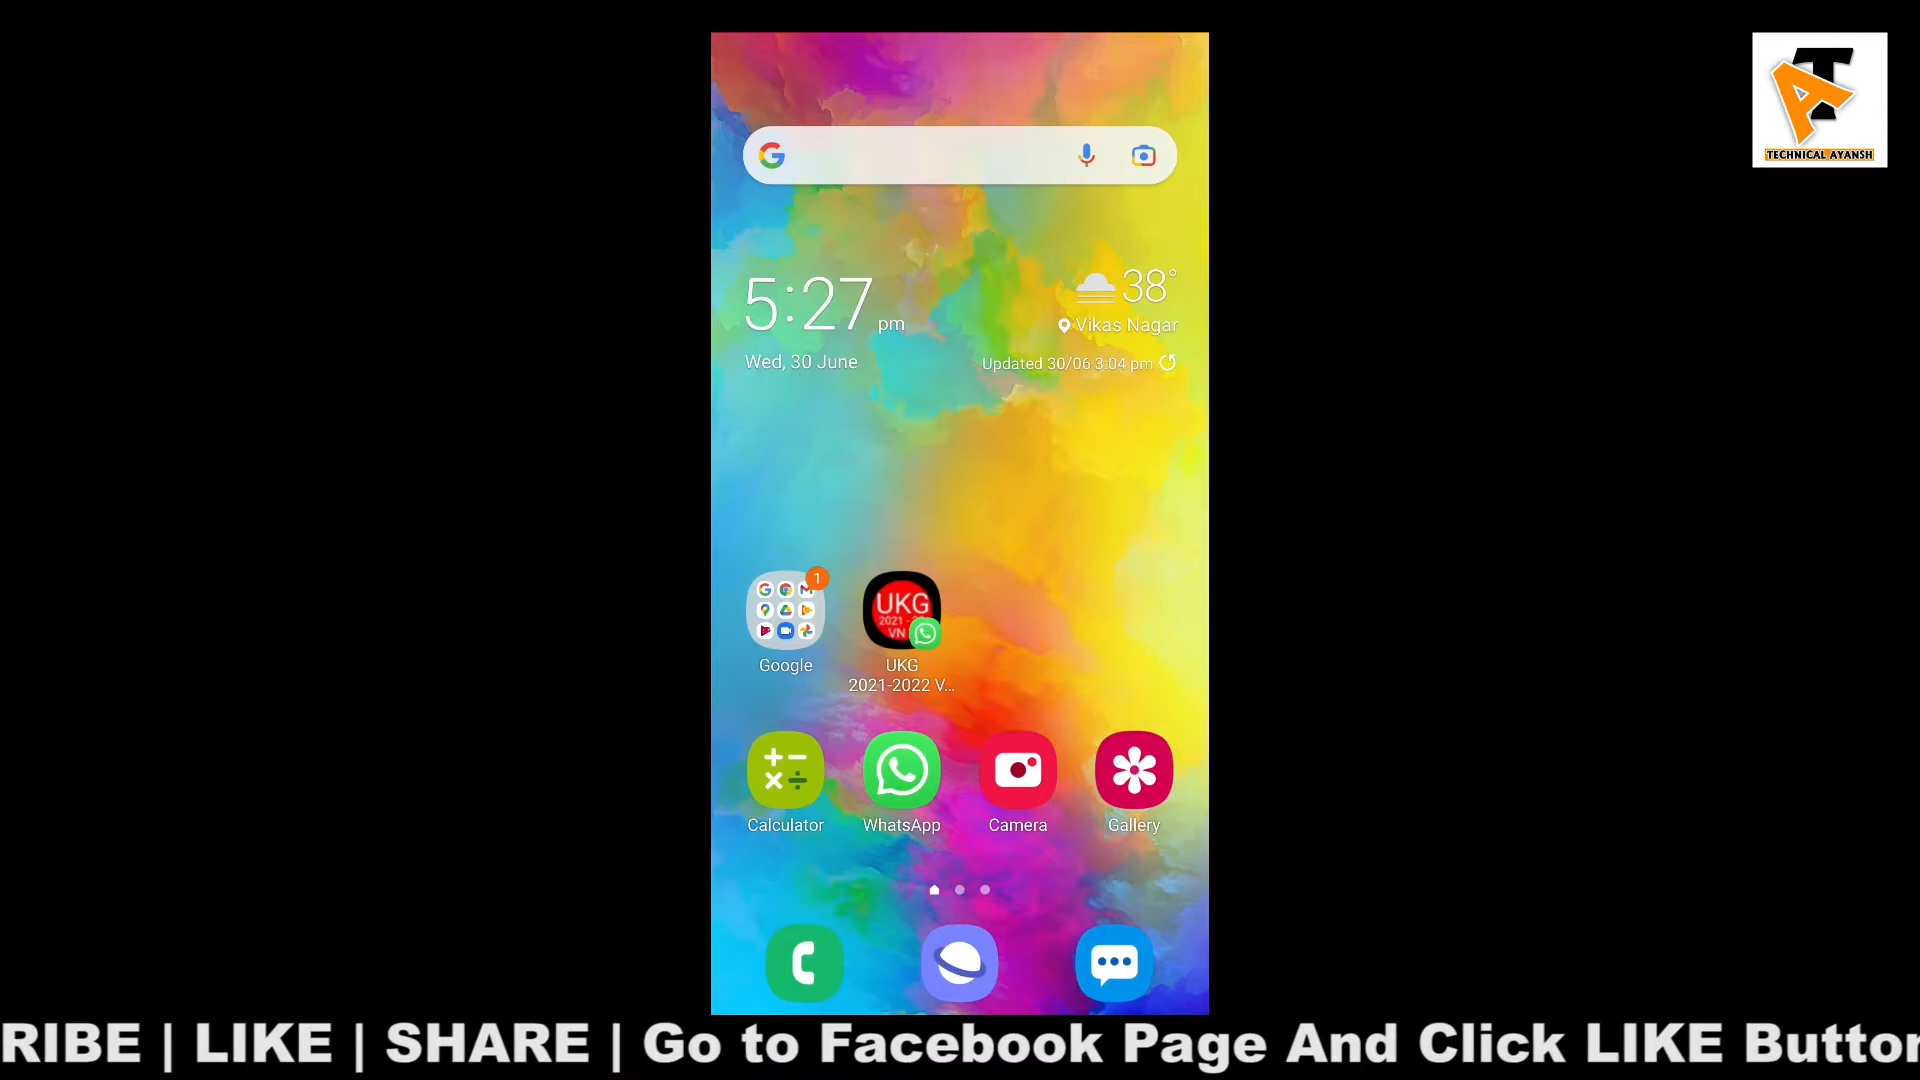 TECHNICAL AYANSH
5:27 pm
38°
Vikas Nagar
Wed, 30 June
Updated 30/06 3:04 pm
1
UKG
2021 - 
VN
Google
UKG
2021-2022 V...
Calculator
WhatsApp
Camera
Gallery
RIBE | LIKE | SHARE | Go to Facebook Page And Click LIKE Button